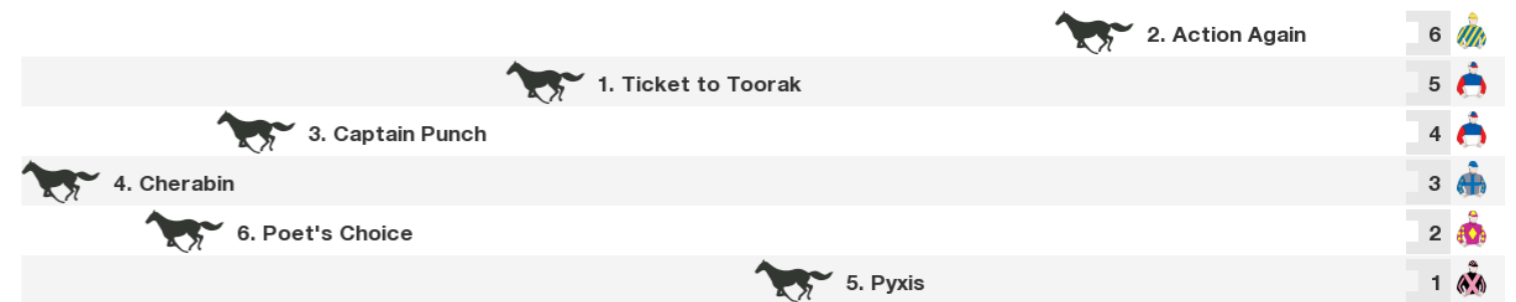 2. Action Again 6
1. Ticket to Toorak 5
3. Captain Punch 4
4. Cherabin 3
6. Poet's Choice 2
5. Pyxis 1